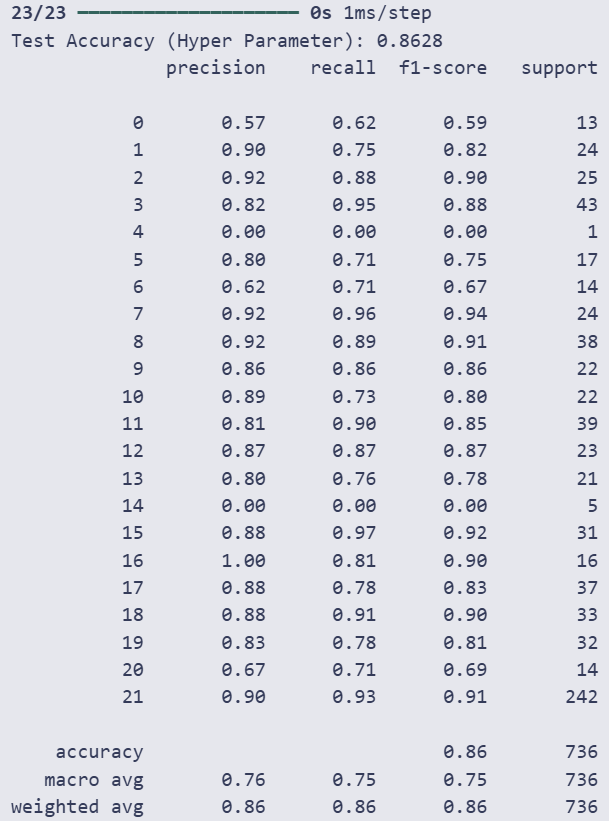 23/23 ━━━━━━━━━━━━━━━━━━━━ 0s 1ms/step
Test Accuracy (Hyper Parameter): 0.8628
precision recall f1-score support
0 0.57 0.62 0.59 13
1 0.90 0.75 0.82 24
2 0.92 0.88 0.90 25
3 0.82 0.95 0.88 43
4 0.00 0.00 0.00 1
5 0.80 0.71 0.75 17
6 0.62 0.71 0.67 14
7 0.92 0.96 0.94 24
8 0.92 0.89 0.91 38
9 0.86 0.86 0.86 22
10 0.89 0.73 0.80 22
11 0.81 0.90 0.85 39
12 0.87 0.87 0.87 23
13 0.80 0.76 0.78 21
14 0.00 0.00 0.00 5
15 0.88 0.97 0.92 31
16 1.00 0.81 0.90 16
17 0.88 0.78 0.83 37
18 0.88 0.91 0.90 33
19 0.83 0.78 0.81 32
20 0.67 0.71 0.69 14
21 0.90 0.93 0.91 242
accuracy 0.86 736
macro avg 0.76 0.75 0.75 736
weighted avg 0.86 0.86 0.86 736